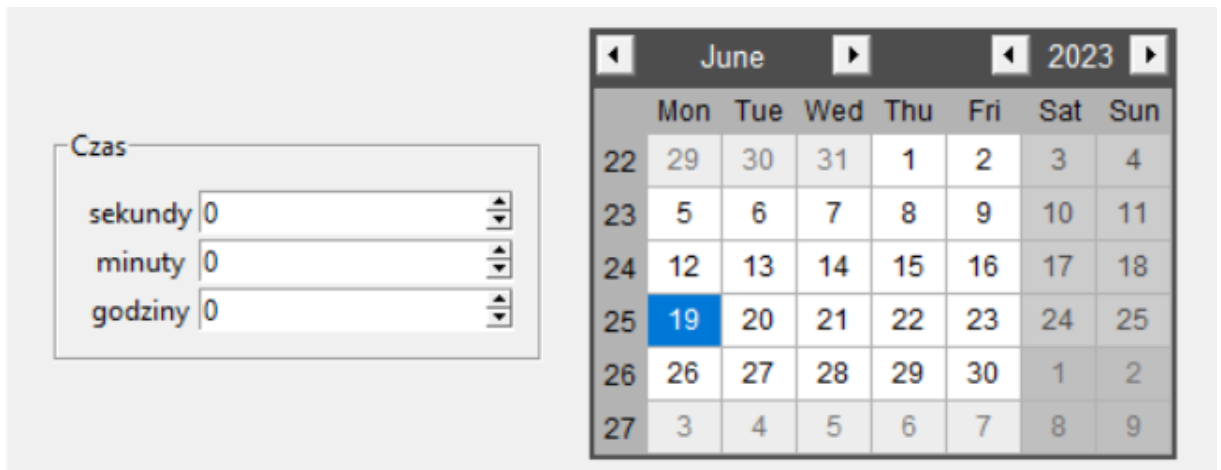 Czas
sekundy 0
minuty 0
godziny 0
June 2023
Mon Tue Wed Thu Fri Sat Sun
22 29 30 31 1 2 3 4
23 5 6 7 8 9 10 11
24 12 13 14 15 16 17 18
25 19 20 21 22 23 24 25
26 26 27 28 29 30 1 2
27 3 4 5 6 7 8 9